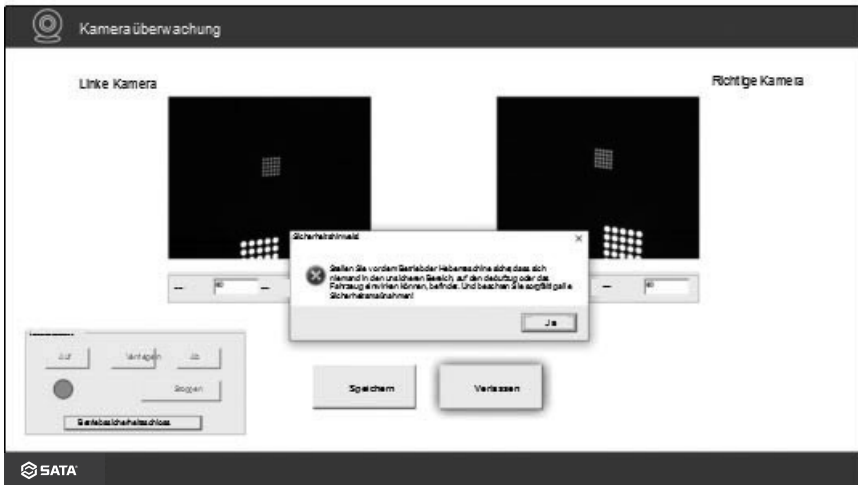 Kameraüberwachung
Linke Kamera
Richtige Kamera
Sicherheitshinweis
Stellen Sie vor dem Betrieb der Hebemaschine sicher, dass sich
niemand in den unsicheren Bereich, auf den
Fahrzeug einwirken können, befindet. Und beachten Sie sorgfältig alle
Sicherheitsmaßnahmen!
Ja
Auf
Ab
Stoppen
Speichern
Verlassen
Betriebssicherheitsschloss
SATA